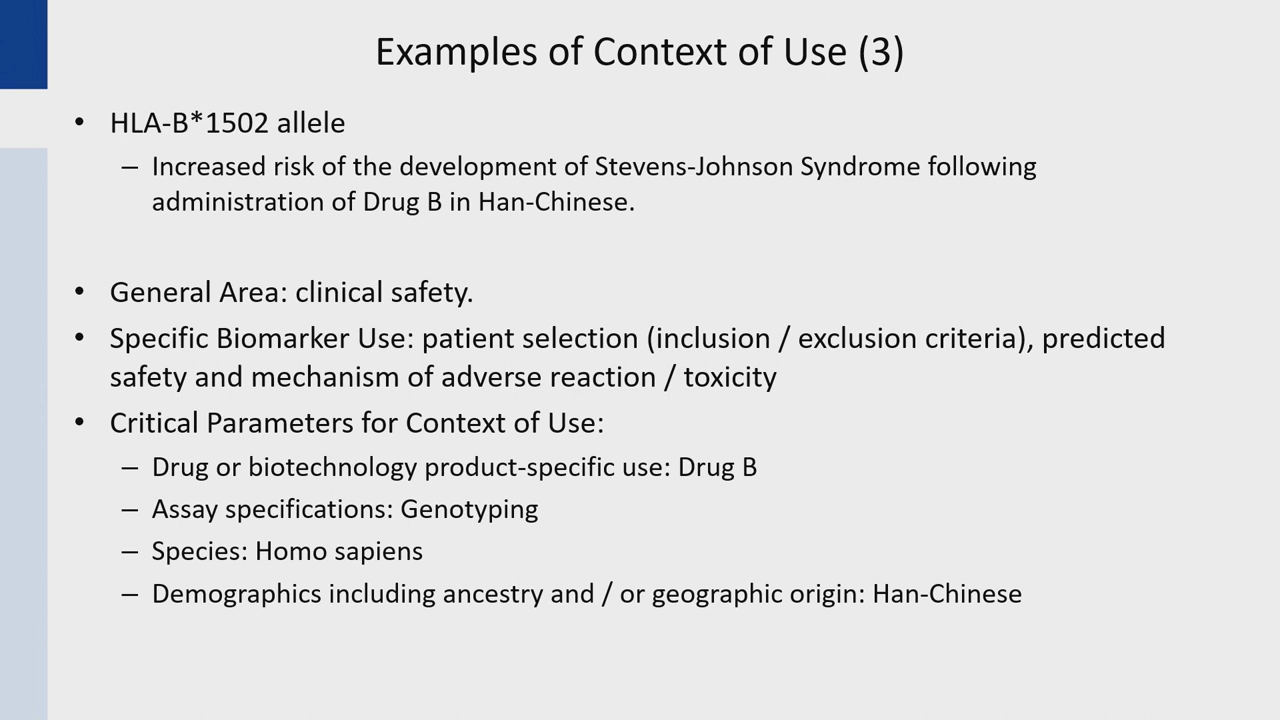 Examples of Context of Use (3)
• HLA-B*1502 allele
– Increased risk of the development of Stevens-Johnson Syndrome following
administration of Drug B in Han-Chinese.
• General Area: clinical safety.
• Specific Biomarker Use: patient selection (inclusion / exclusion criteria), predicted
safety and mechanism of adverse reaction / toxicity
• Critical Parameters for Context of Use:
– Drug or biotechnology product-specific use: Drug B
– Assay specifications: Genotyping
– Species: Homo sapiens
– Demographics including ancestry and / or geographic origin: Han-Chinese